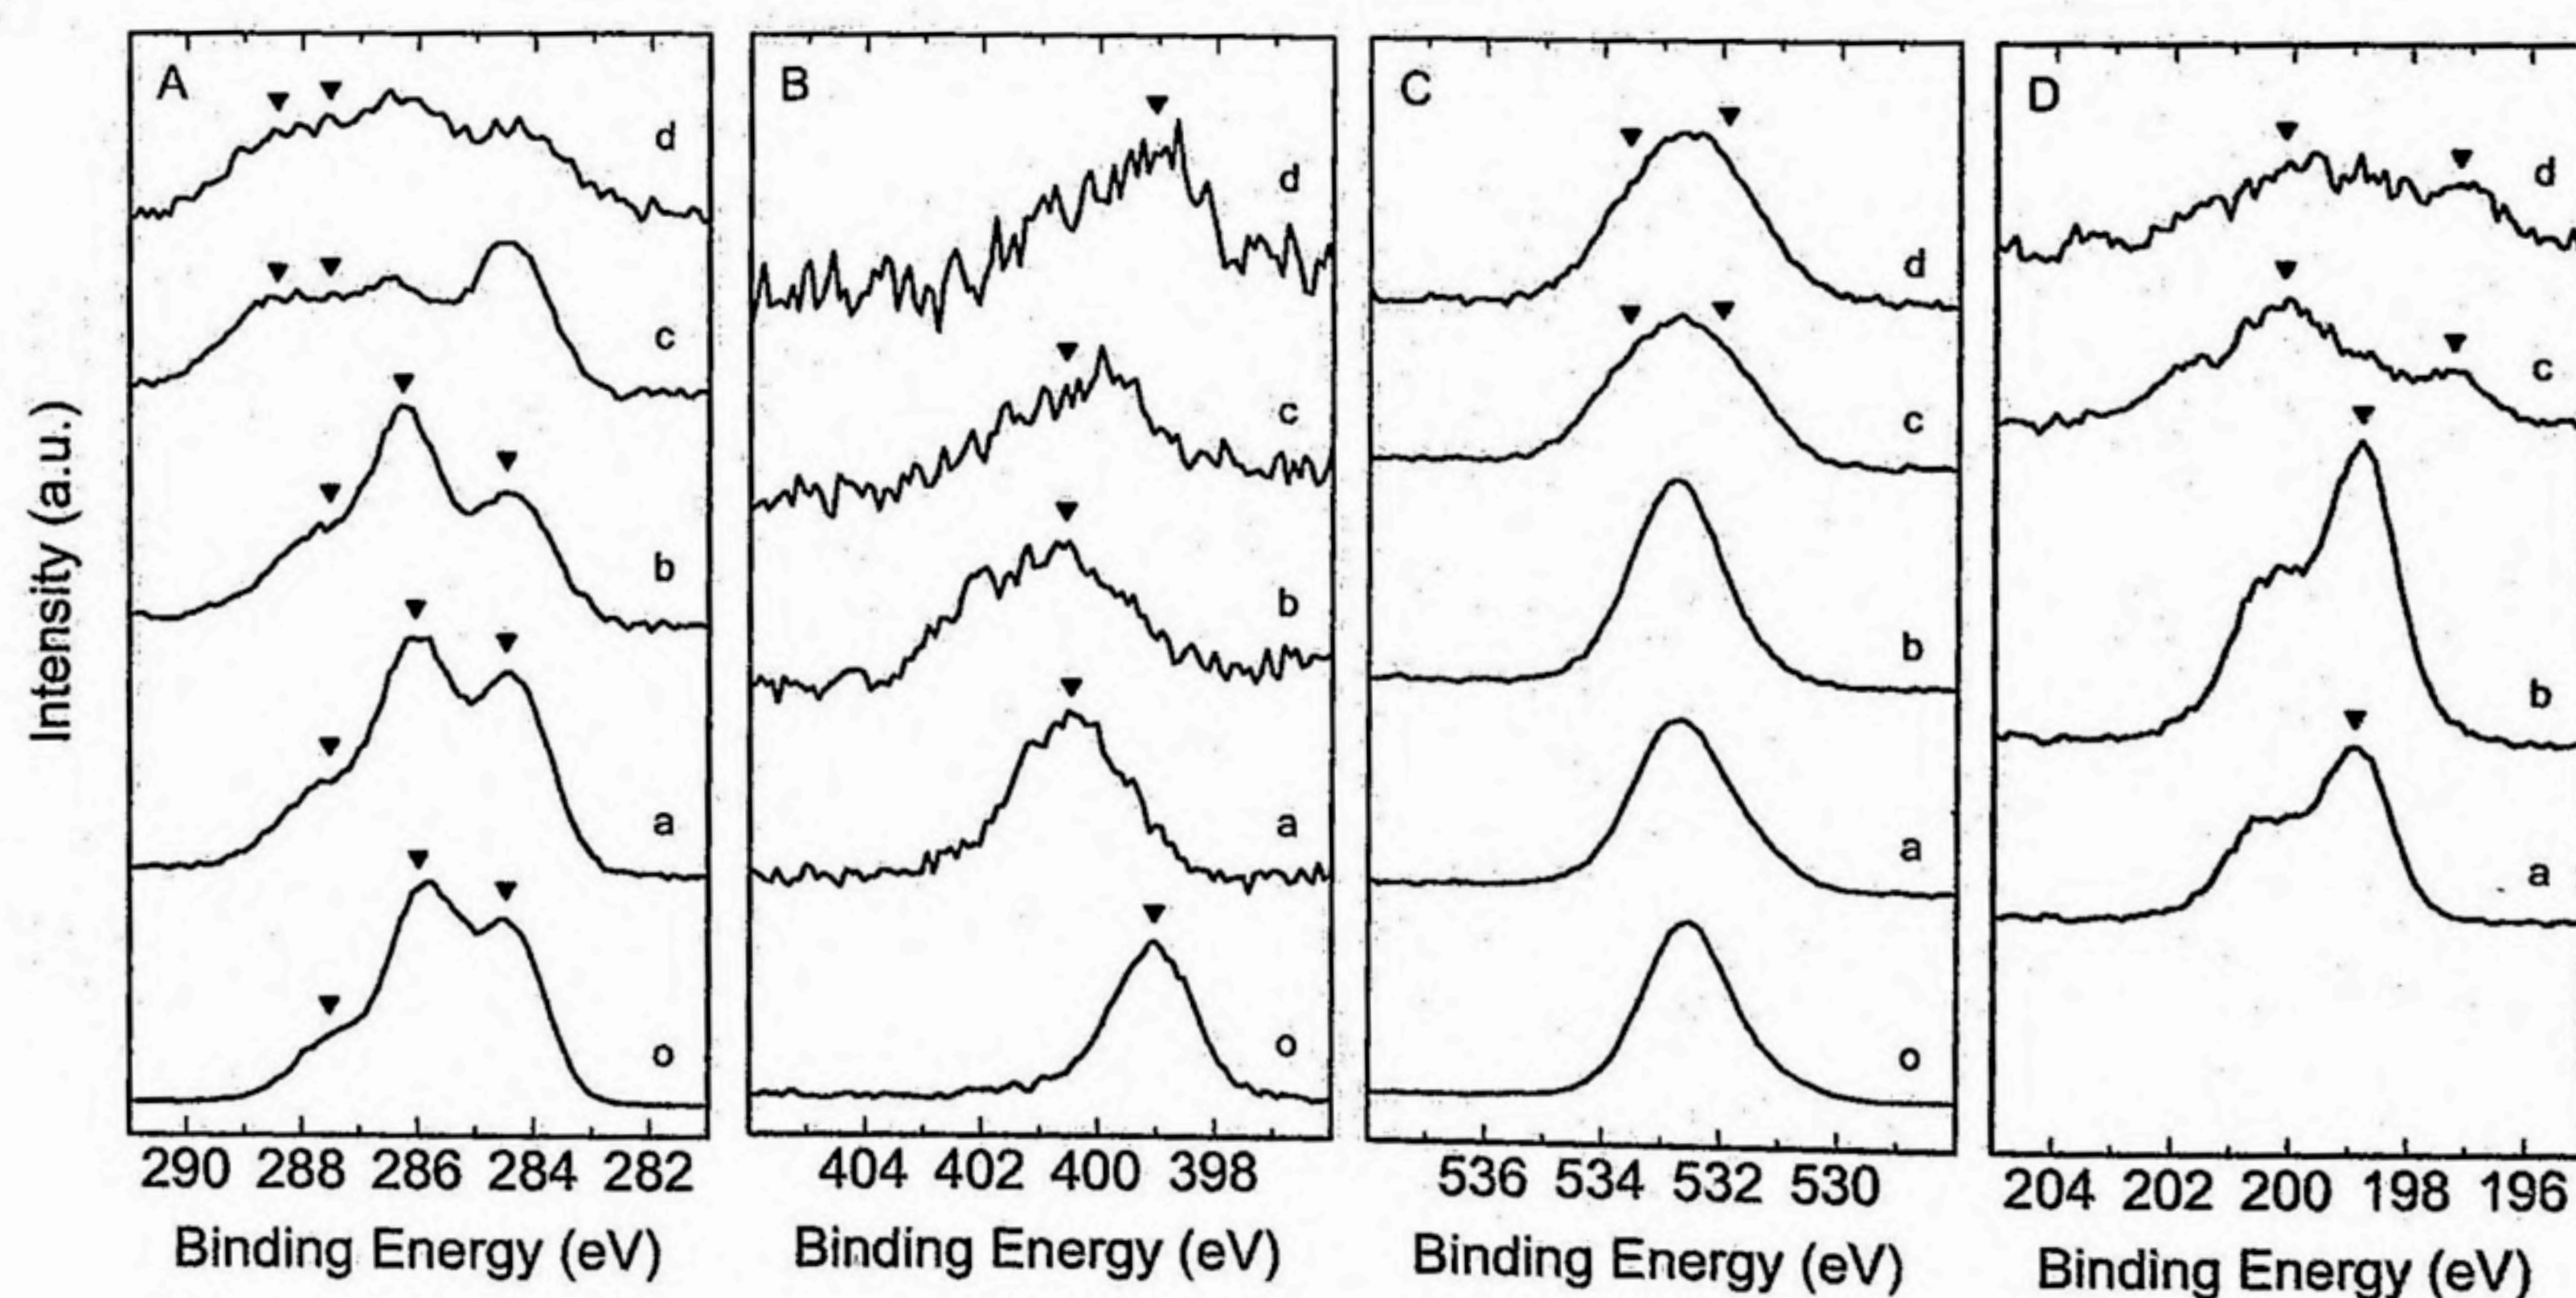 A
d
c
b
a
o
B
d
c
b
a
o
C
d
c
b
a
o
D
d
c
b
a
Intensity (a.u.)
290 288 286 284 282
404 402 400 398
536 534 532 530
204 202 200 198 196
Binding Energy (eV)
Binding Energy (eV)
Binding Energy (eV)
Binding Energy (eV)